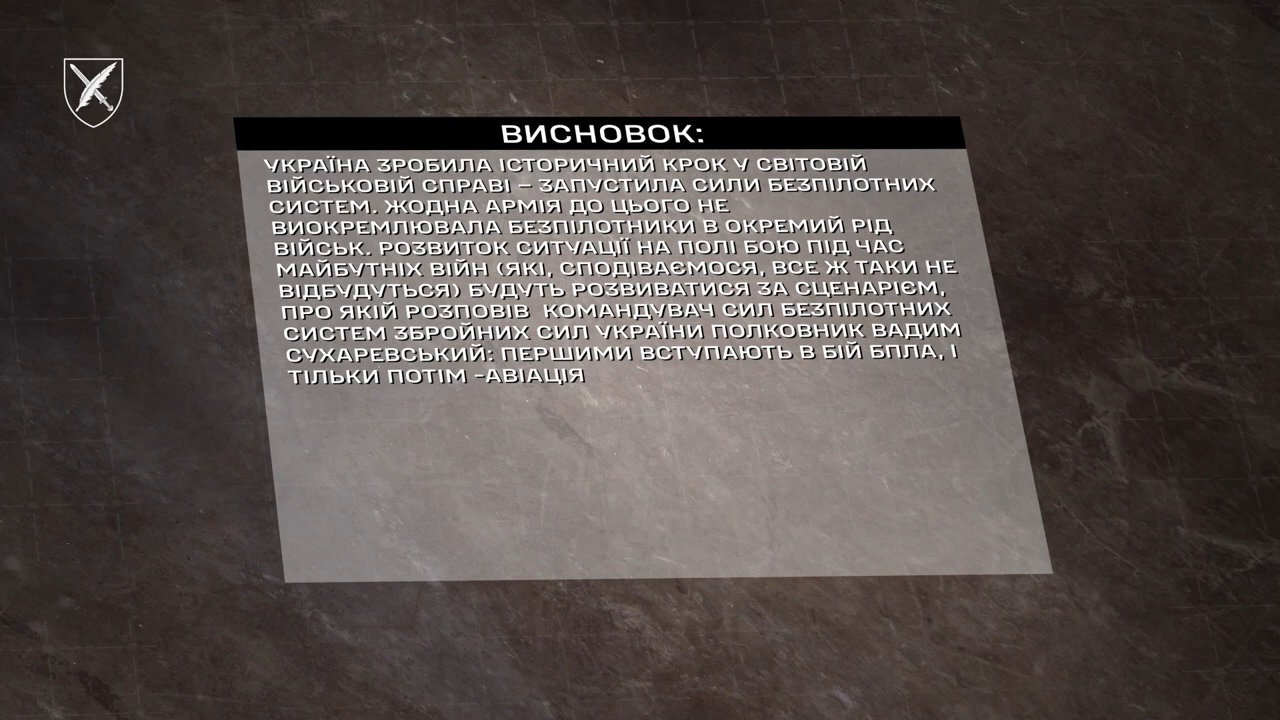 ВИСНОВОК:
УКРАЇНА ЗРОБИЛА ІСТОРИЧНИЙ КРОК У СВІТОВІЙ
ВІЙСЬКОВІЙ СПРАВІ – ЗАПУСТИЛА СИЛИ БЕЗПІЛОТНИХ
СИСТЕМ. ЖОДНА АРМІЯ ДО ЦЬОГО НЕ
ВИОКРЕМЛЮВАЛА БЕЗПІЛОТНИКИ В ОКРЕМИЙ РІД
ВІЙСЬК. РОЗВИТОК СИТУАЦІЇ НА ПОЛІ БОЮ ПІД ЧАС
МАЙБУТНІХ ВІЙН (ЯКІ, СПОДІВАЄМОСЯ, ВСЕ Ж ТАКИ НЕ
ВІДБУДУТЬСЯ) БУДУТЬ РОЗВИВАТИСЯ ЗА СЦЕНАРІЄМ,
ПРО ЯКІЙ РОЗПОВІВ КОМАНДУВАЧ СИЛ БЕЗПІЛОТНИХ
СИСТЕМ ЗБРОЙНИХ СИЛ УКРАЇНИ ПОЛКОВНИК ВАДИМ
СУХАРЕВСЬКИЙ: ПЕРШИМИ ВСТУПАЮТЬ В БІЙ БПЛА, І
ТІЛЬКИ ПОТІМ -АВІАЦІЯ